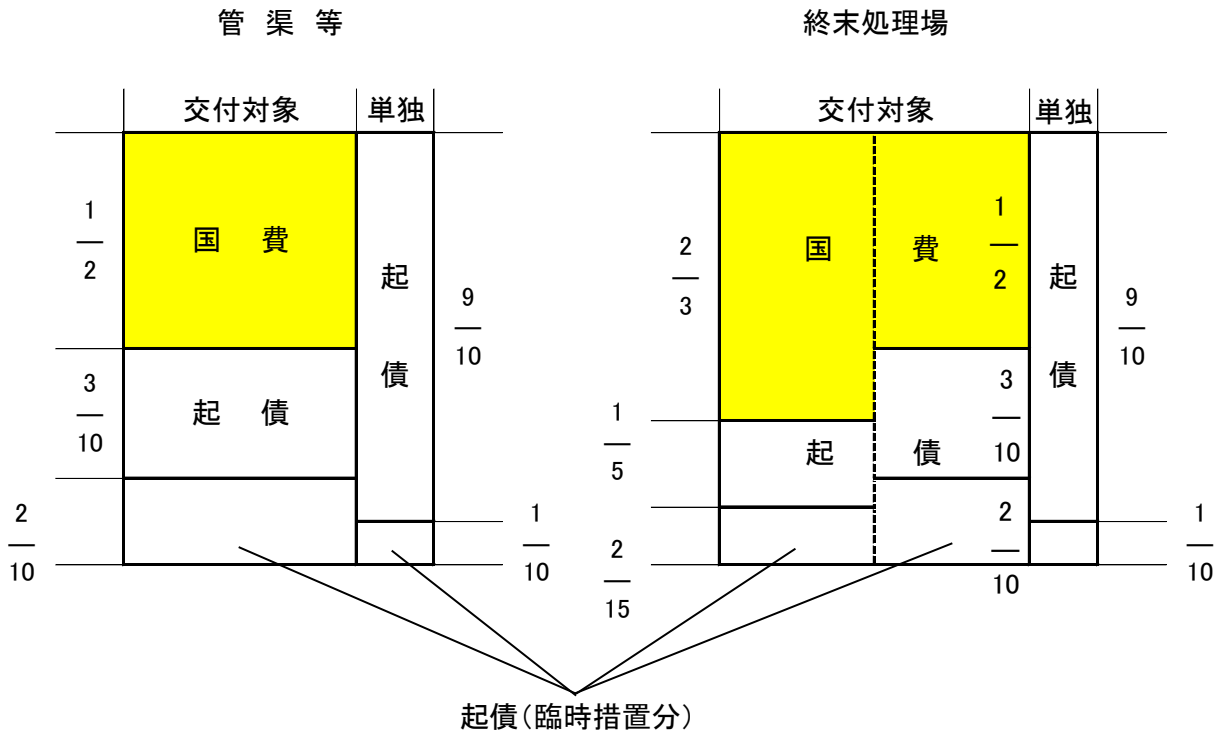 管 渠 等
終末処理場
交付対象 単独
交付対象 単独
1/2
国 費
起
債
9/10
3/10
起 債
2/10
1/10
2/3
国 費
1/2
起
債
9/10
1/5
起 債
3/10
2/15
2/10
1/10
起債(臨時措置分)